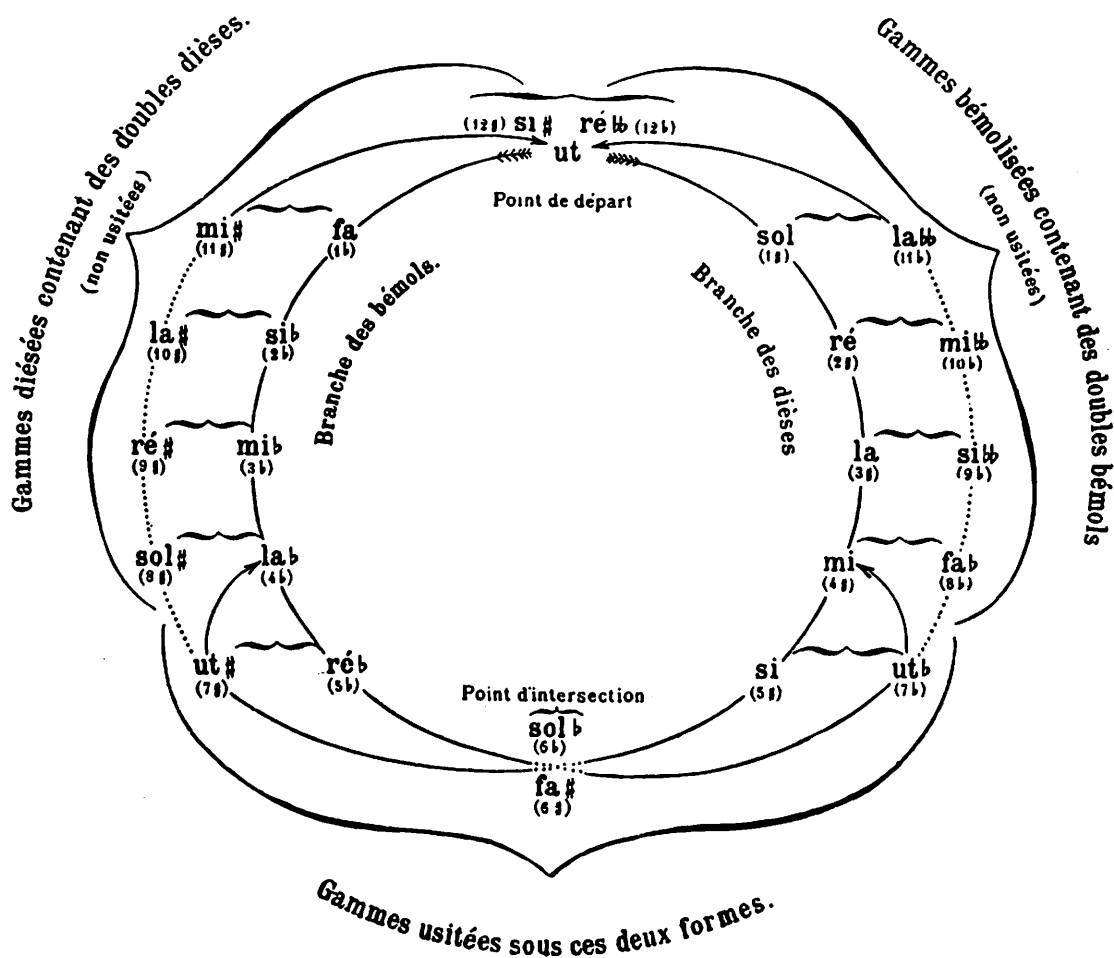 Gammes diésées contenant des doubles dièses.
(non usitées)
Gammes bémolisées contenant des doubles bémols
(non usitées)
(12♯) si♯ ré♭♭ (12♭)
ut
Point de départ
mi♯ fa sol la♭♭
(11♯) (1♭) (1♯) (11♭)
Branche des bémols.
Branche des dièses
la♯ si♭ ré mi♭♭
(10♯) (2♭) (2♯) (10♭)
ré♯ mi♭ la si♭♭
(9♯) (3♭) (3♯) (9♭)
sol♯ la♭ mi fa♭
(8♯) (4♭) (4♯) (8♭)
ut♯ ré♭ si ut♭
(7♯) (5♭) (5♯) (7♭)
Point d'intersection
sol♭
(6♭)
fa♯
(6♯)
Gammes usitées sous ces deux formes.